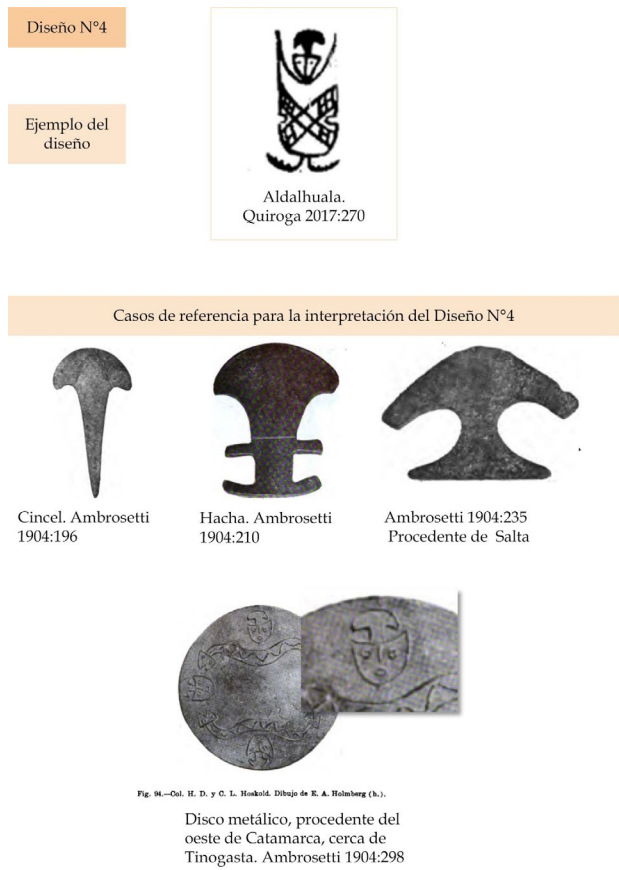 Diseño N°4
Ejemplo del
diseño
Aldalhuala.
Quiroga 2017:270
Casos de referencia para la interpretación del Diseño N°4
Cincel. Ambrosetti
1904:196
Hacha. Ambrosetti
1904:210
Ambrosetti 1904:235
Procedente de Salta
Fig. 94.—Col. H. D. y C. L. Hoskold. Dibujo de E. A. Holmberg (h.).
Disco metálico, procedente del
oeste de Catamarca, cerca de
Tinogasta. Ambrosetti 1904:298